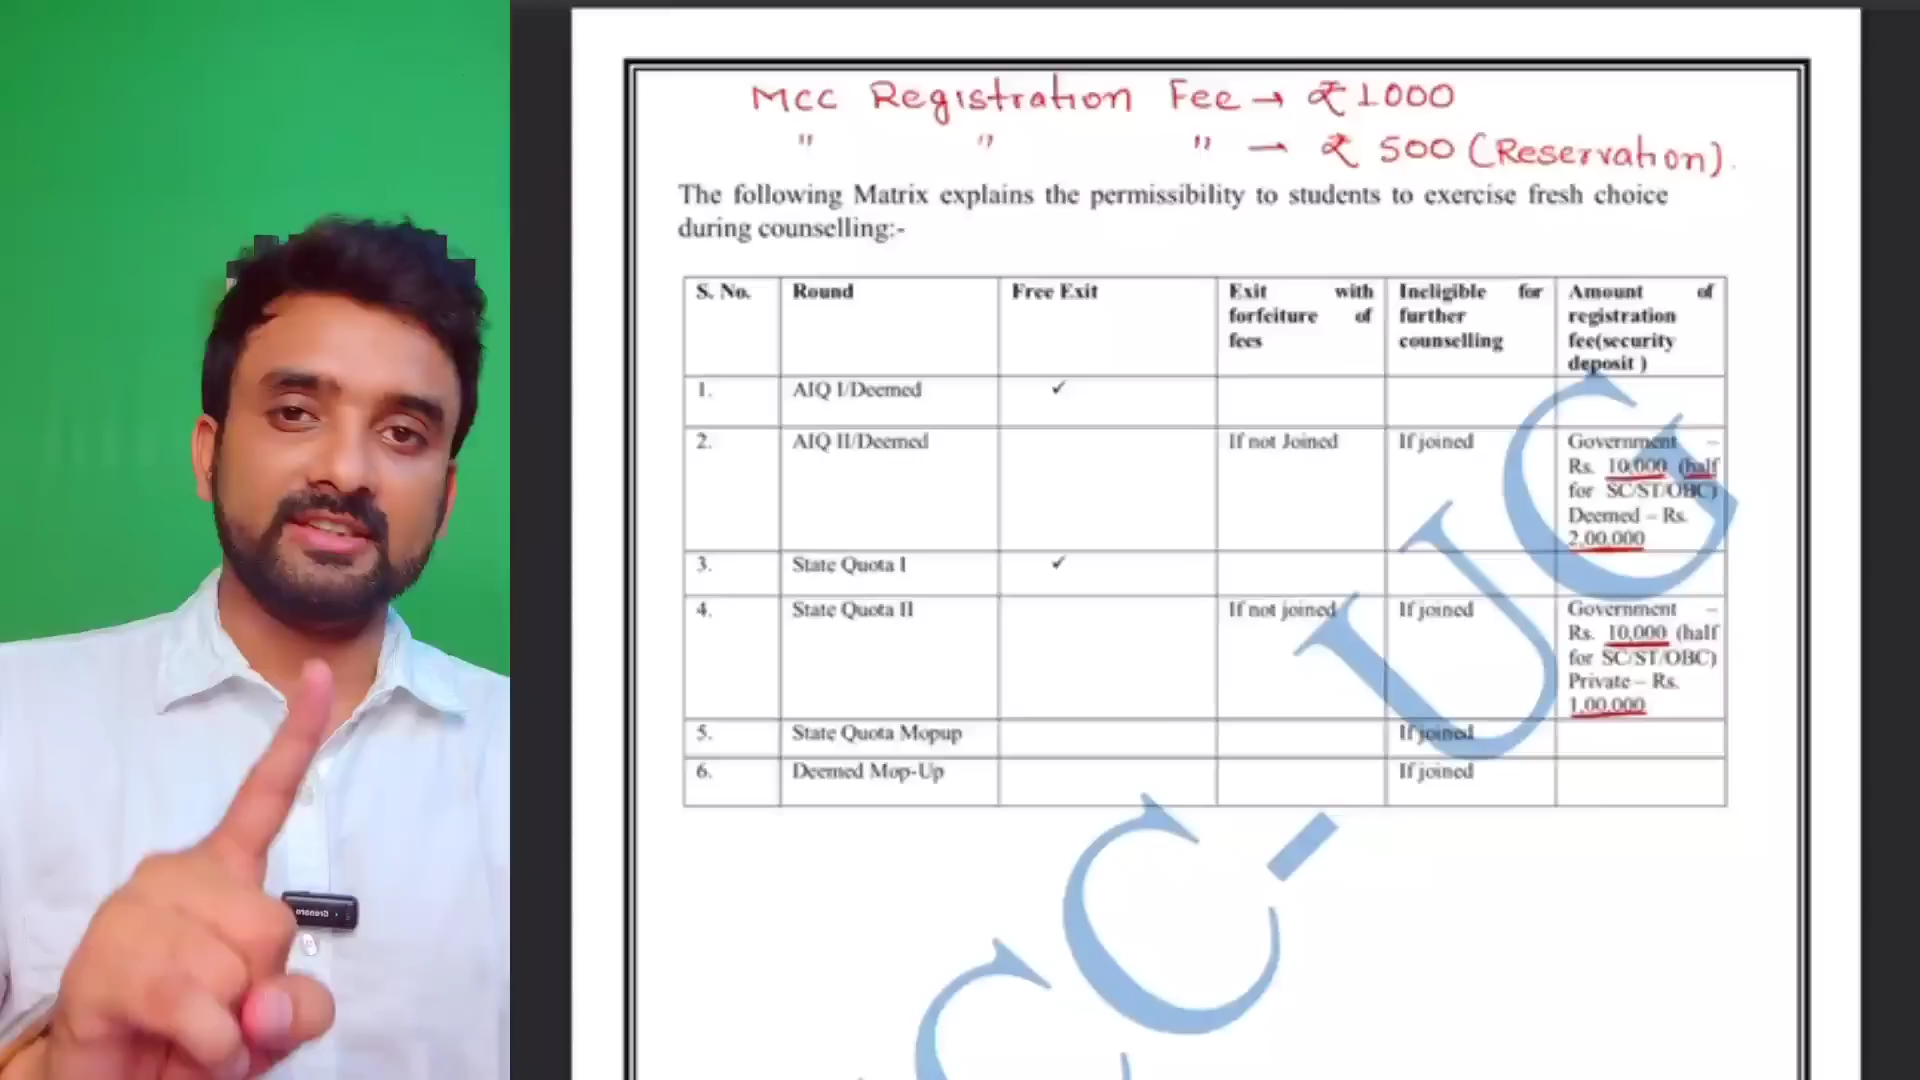 MCC Registration Fee → ₹ 1000
" " " → ₹ 500 (Reservation).
The following Matrix explains the permissibility to students to exercise fresh choice
during counselling:-
S. No. Round Free Exit Exit with forfeiture of fees Ineligible for further counselling Amount of registration fee(security deposit )
1. AIQ I/Deemed ✓
2. AIQ II/Deemed If not Joined If joined Government – Rs. 10,000 (half for SC/ST/OBC) Deemed – Rs. 2,00,000
3. State Quota I ✓
4. State Quota II If not joined If joined Government – Rs. 10,000 (half for SC/ST/OBC) Private – Rs. 1,00,000
5. State Quota Mopup If joined
6. Deemed Mop-Up If joined
CC-UG